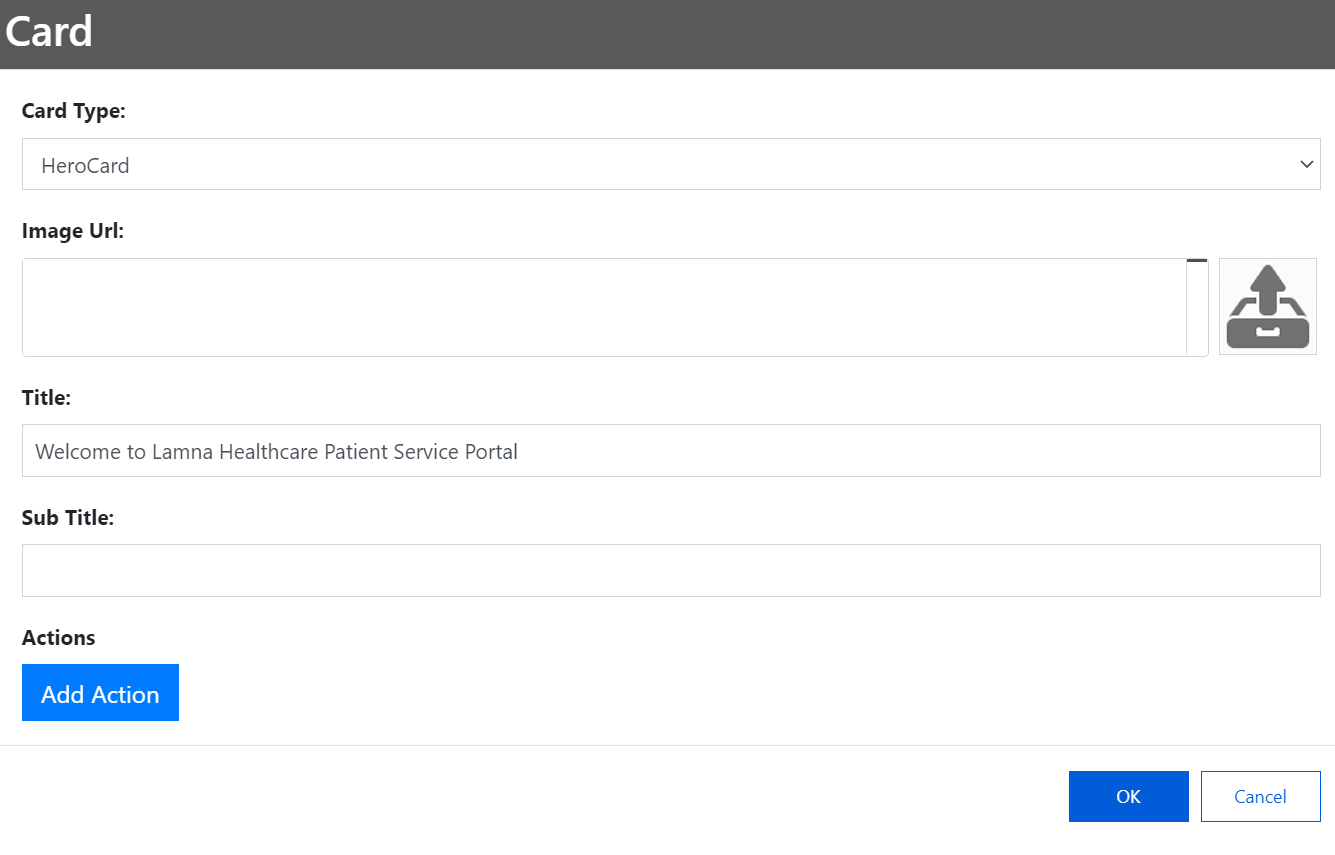 Card
Card Type:
HeroCard
Image Url:
Title:
Welcome to Lamna Healthcare Patient Service Portal
Sub Title:
Actions
Add Action
OK
Cancel